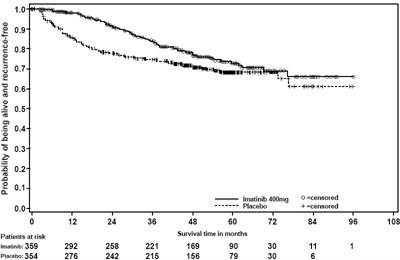 Probability of being alive and recurrence-free
1.0
0.9
0.8
0.7
0.6
0.5
0.4
0.3
0.2
0.1
0.0
Imatinib 400mg =censored
Placebo =censored
0 12 24 36 48 60 72 84 96 108
Patients at risk Survival time in months
Imatinib: 359 292 258 221 169 90 30 11 1
Placebo: 354 276 242 215 156 79 30 6